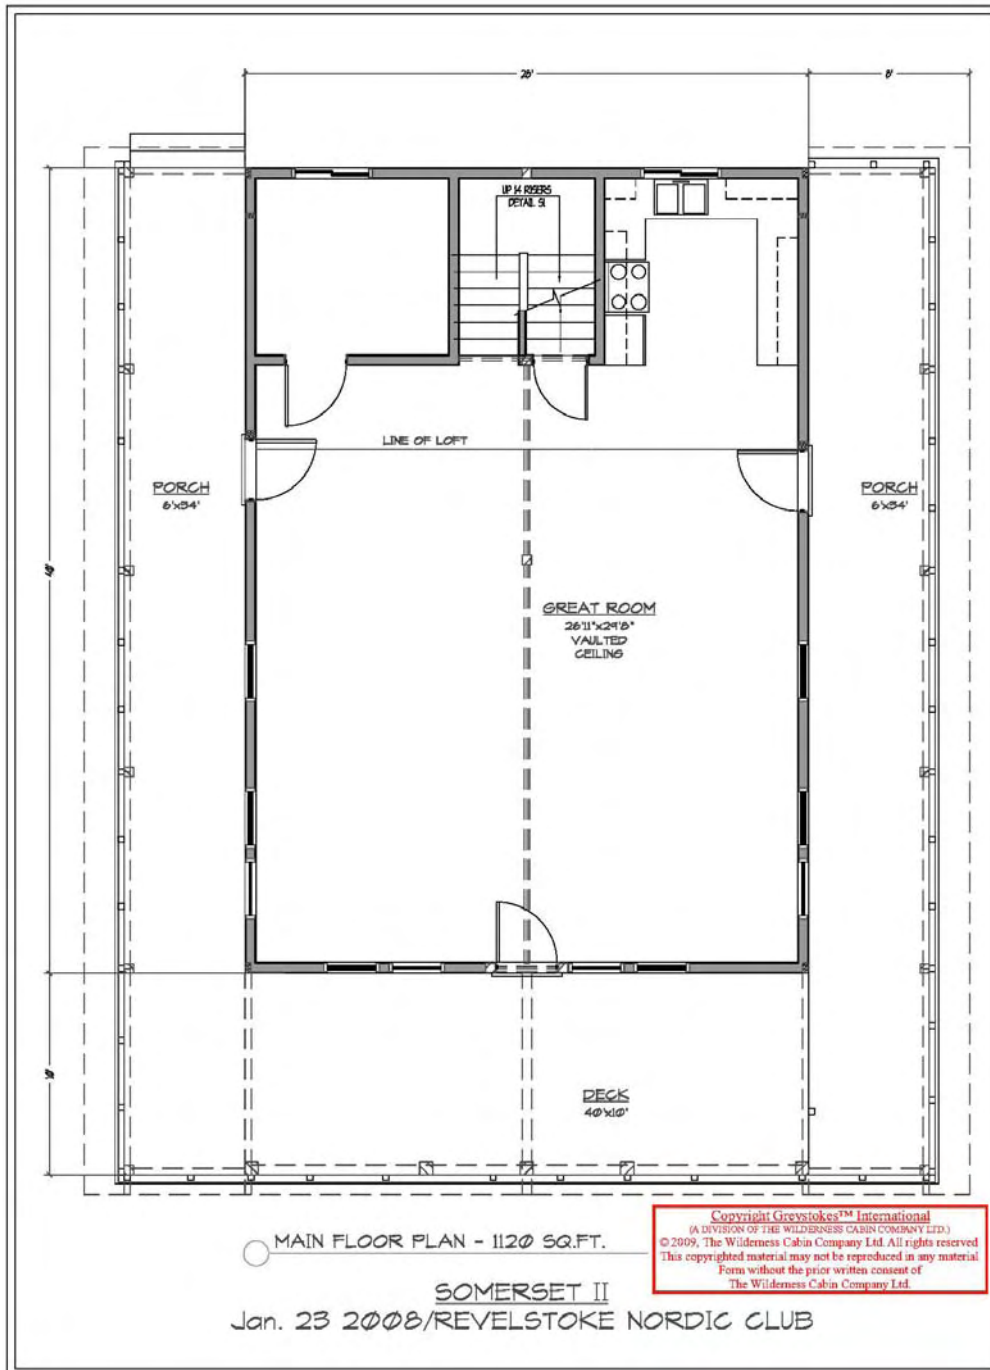 28'
8'
UP 14 RISERS
DETAIL S1
LINE OF LOFT
PORCH
6'x34'
PORCH
6'x34'
40'
GREAT ROOM
26'11"x29'8"
VAULTED
CEILING
10'
DECK
40'x10'
MAIN FLOOR PLAN - 1120 SQ.FT.
Copyright Greystokes™ International
(A DIVISION OF THE WILDERNESS CABIN COMPANY LTD.)
© 2009, The Wilderness Cabin Company Ltd. All rights reserved
This copyrighted material may not be reproduced in any material
Form without the prior written consent of
The Wilderness Cabin Company Ltd.
SOMERSET II
Jan. 23 2008/REVELSTOKE NORDIC CLUB